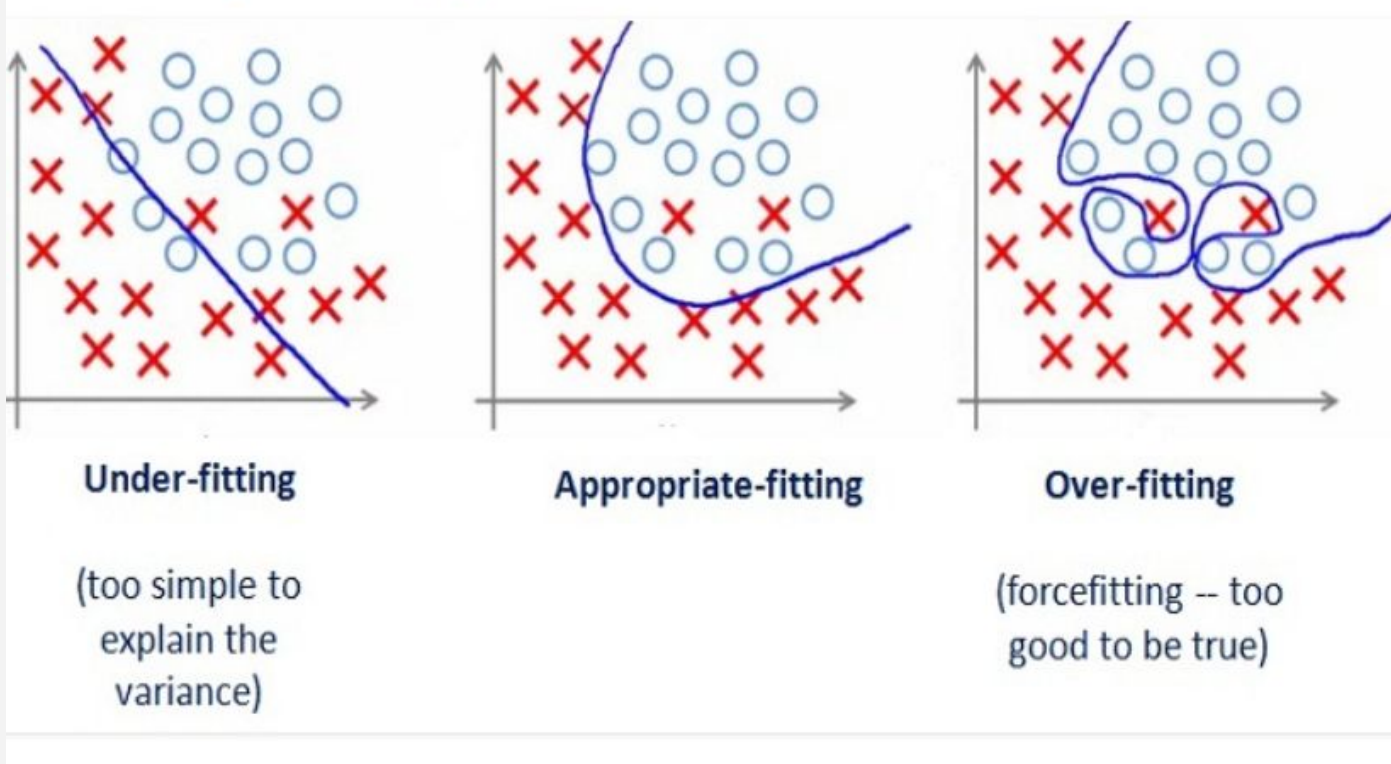 Under-fitting
Appropriate-fitting
Over-fitting
(too simple to
explain the
variance)
(forcefitting -- too
good to be true)